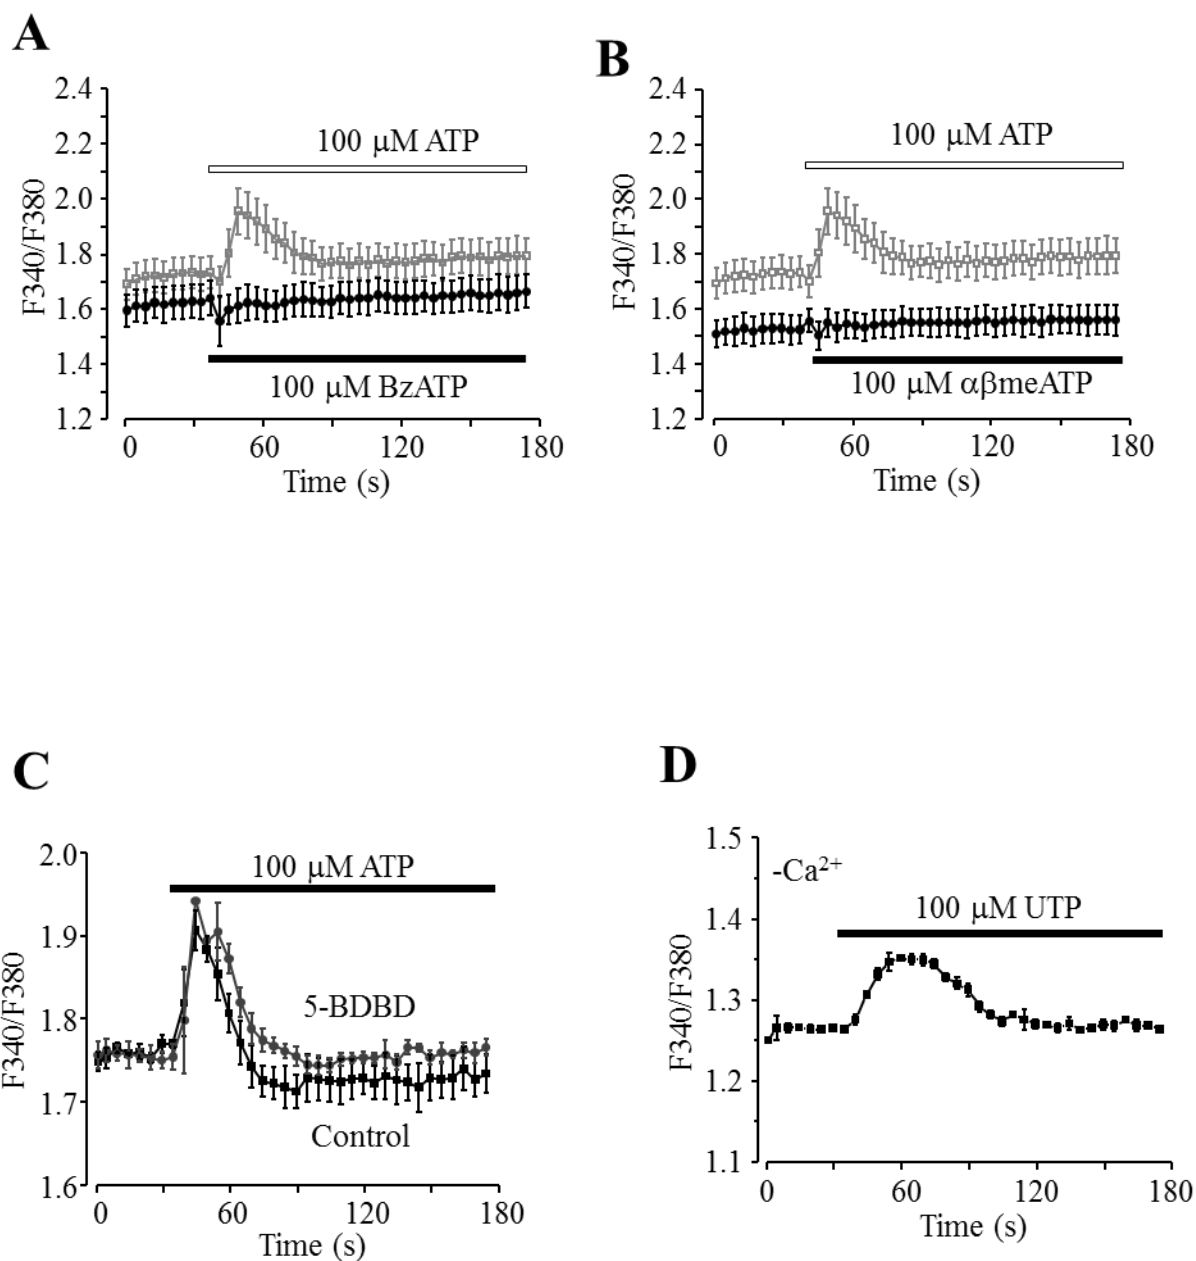 A
2.4
2.2
2.0
1.8
1.6
1.4
1.2
F340/F380
100 μM ATP
100 μM BzATP
0
60
120
180
Time (s)
B
2.4
2.2
2.0
1.8
1.6
1.4
1.2
F340/F380
100 μM ATP
100 μM αβmeATP
0
60
120
180
Time (s)
C
2.0
1.9
1.8
1.7
1.6
F340/F380
100 μM ATP
5-BDBD
Control
0
60
120
180
Time (s)
D
1.5
1.4
1.3
1.2
1.1
F340/F380
-Ca²⁺
100 μM UTP
0
60
120
180
Time (s)